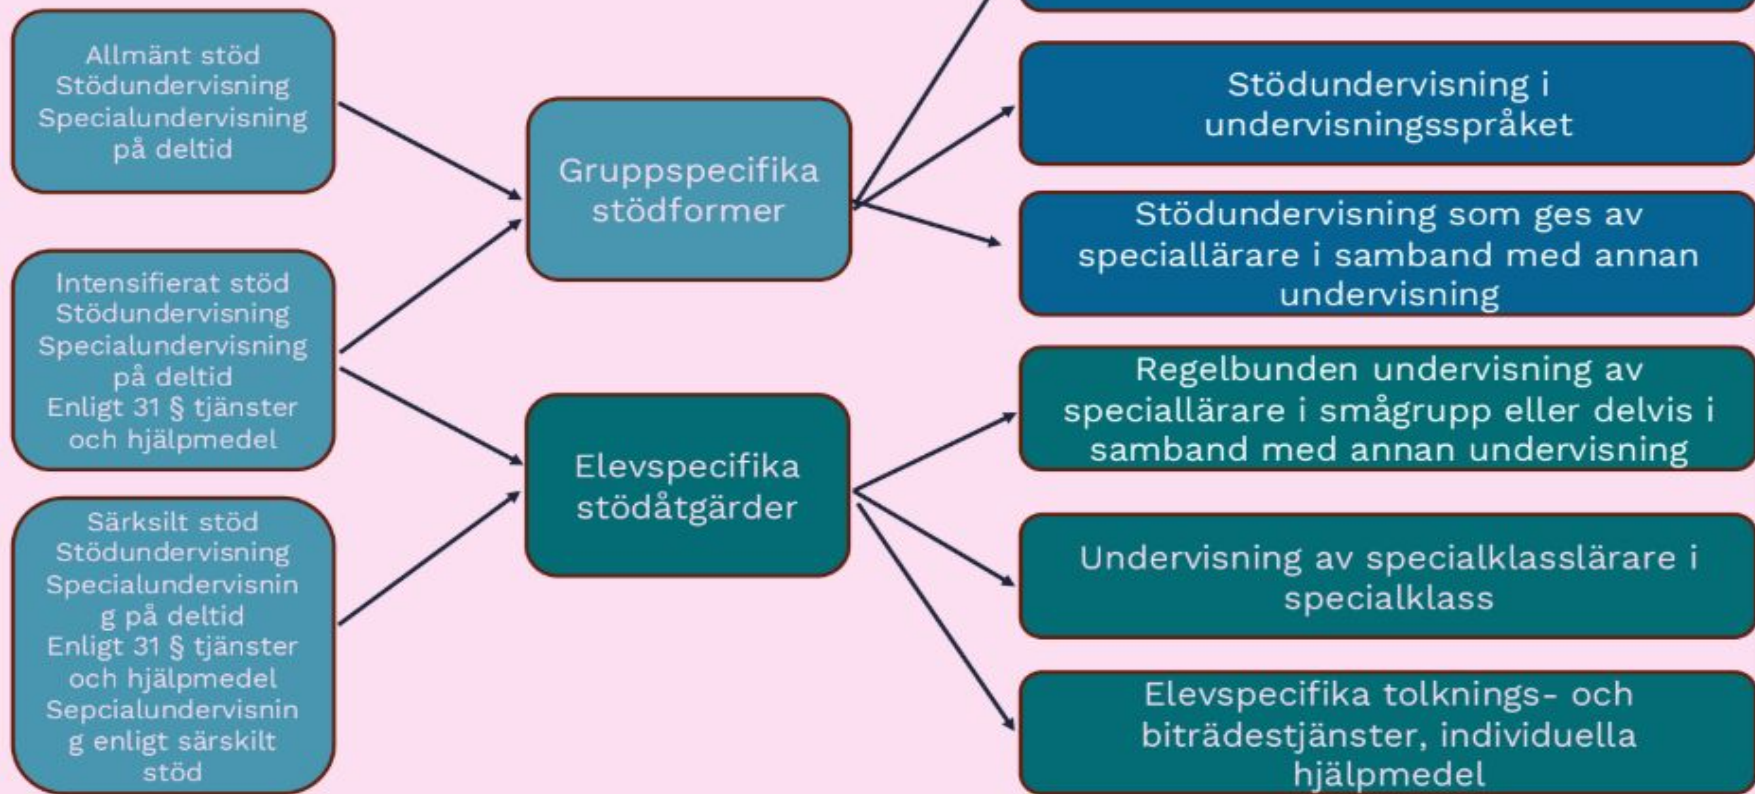 Allmänt stöd
Stödundervisning
Specialundervisning
på deltid
Intensifierat stöd
Stödundervisning
Specialundervisning
på deltid
Enligt 31 § tjänster
och hjälpmedel
Särksilt stöd
Stödundervisning
Specialundervisnin
g på deltid
Enligt 31 § tjänster
och hjälpmedel
Sepcialundervisnin
g enligt särskilt
stöd
Gruppspecifika
stödformer
Elevspecifika
stödåtgärder
Stödundervisning i
undervisningsspråket
Stödundervisning som ges av
speciallärare i samband med annan
undervisning
Regelbunden undervisning av
speciallärare i smågrupp eller delvis i
samband med annan undervisning
Undervisning av specialklasslärare i
specialklass
Elevspecifika tolknings- och
biträdestjänster, individuella
hjälpmedel